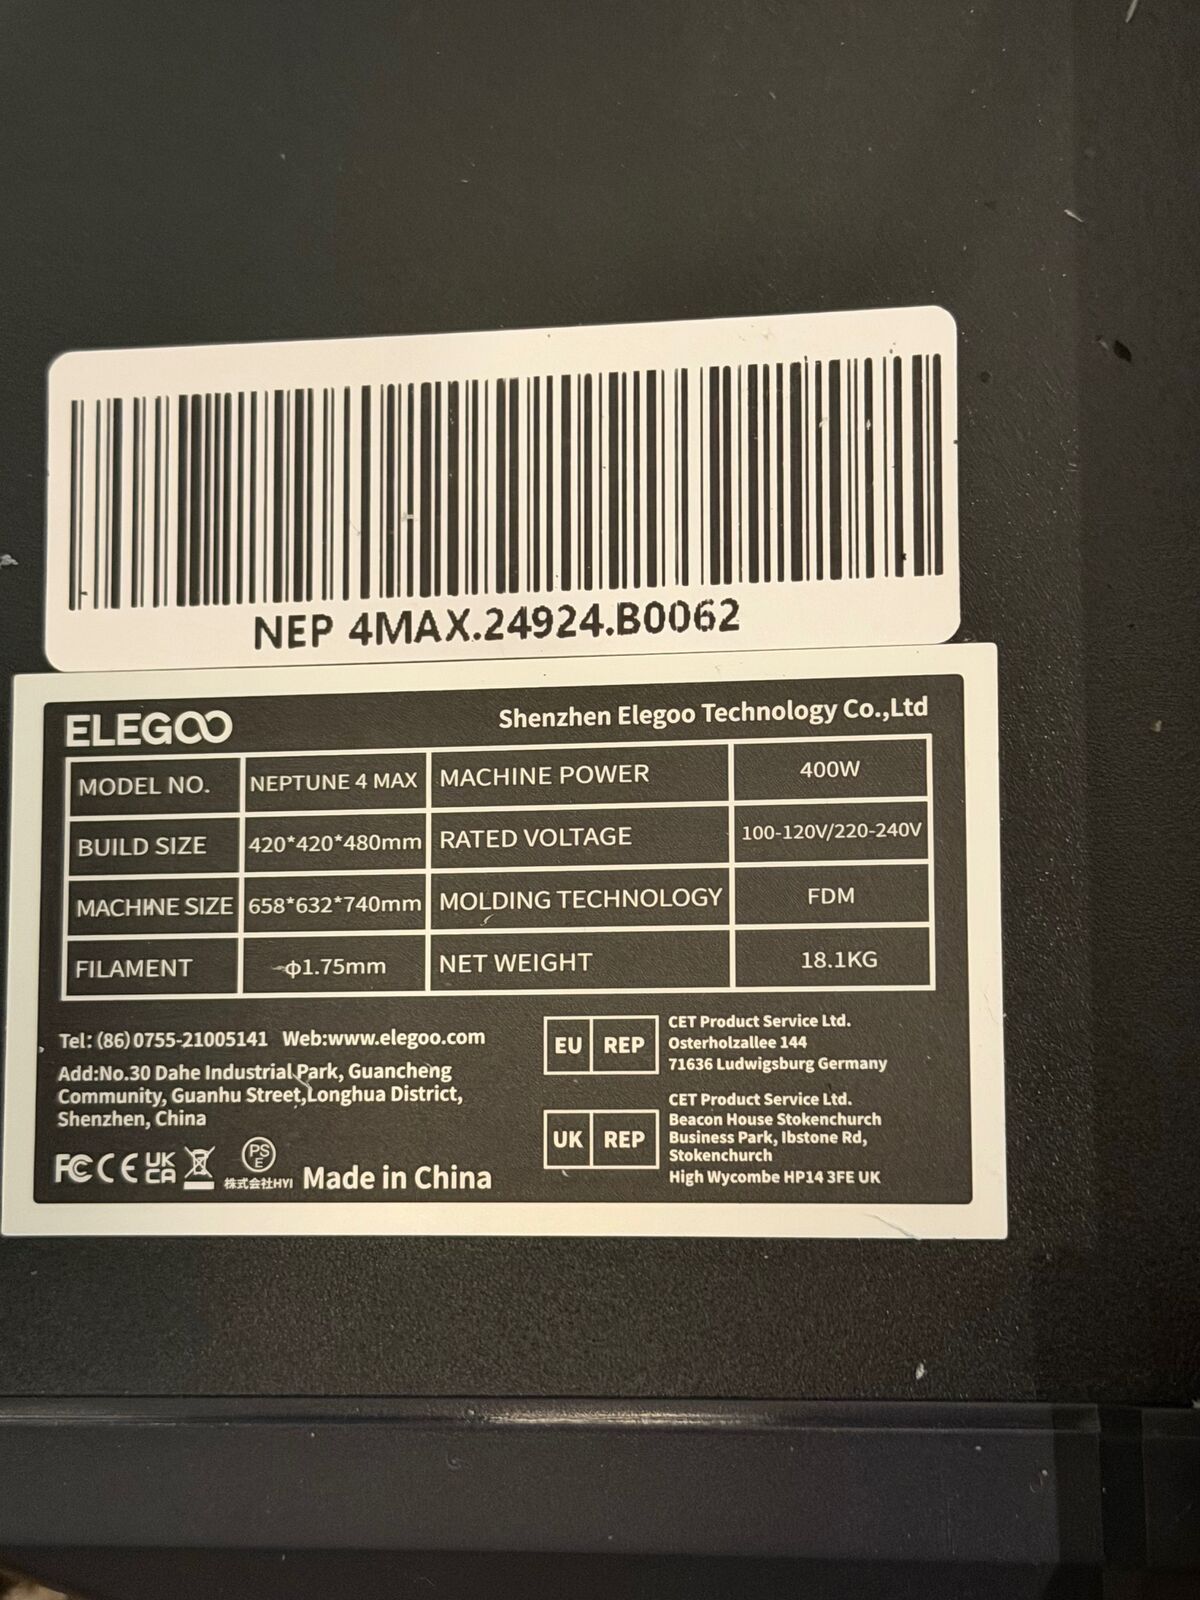 NEP 4MAX.24924.B0062
ELEGOO
Shenzhen Elegoo Technology Co.,Ltd
MODEL NO. NEPTUNE 4 MAX MACHINE POWER 400W
BUILD SIZE 420*420*480mm RATED VOLTAGE 100-120V/220-240V
MACHINE SIZE 658*632*740mm MOLDING TECHNOLOGY FDM
FILAMENT ϕ1.75mm NET WEIGHT 18.1KG
Tel: (86)0755-21005141 Web:www.elegoo.com
Add:No.30 Dahe Industrial Park, Guancheng
Community, Guanhu Street,Longhua District,
Shenzhen, China
FC CE UK
CA
PS
E
株式会社HYI
Made in China
EU REP
CET Product Service Ltd.
Osterholzallee 144
71636 Ludwigsburg Germany
UK REP
CET Product Service Ltd.
Beacon House Stokenchurch
Business Park, Ibstone Rd,
Stokenchurch
High Wycombe HP14 3FE UK